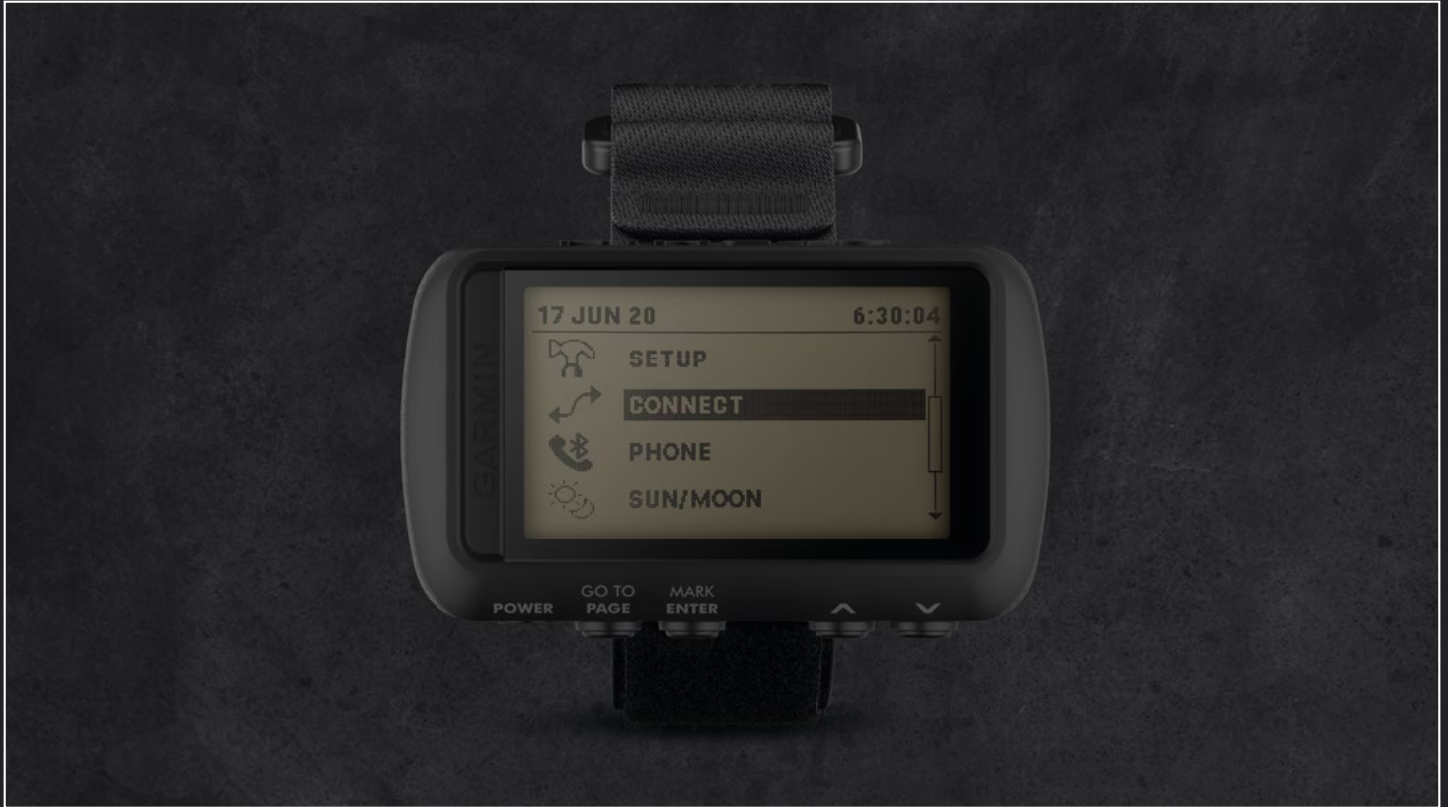 17 JUN 20 6:30:04
SETUP
CONNECT
PHONE
SUN/MOON
GARMIN
GO TO MARK
POWER PAGE ENTER